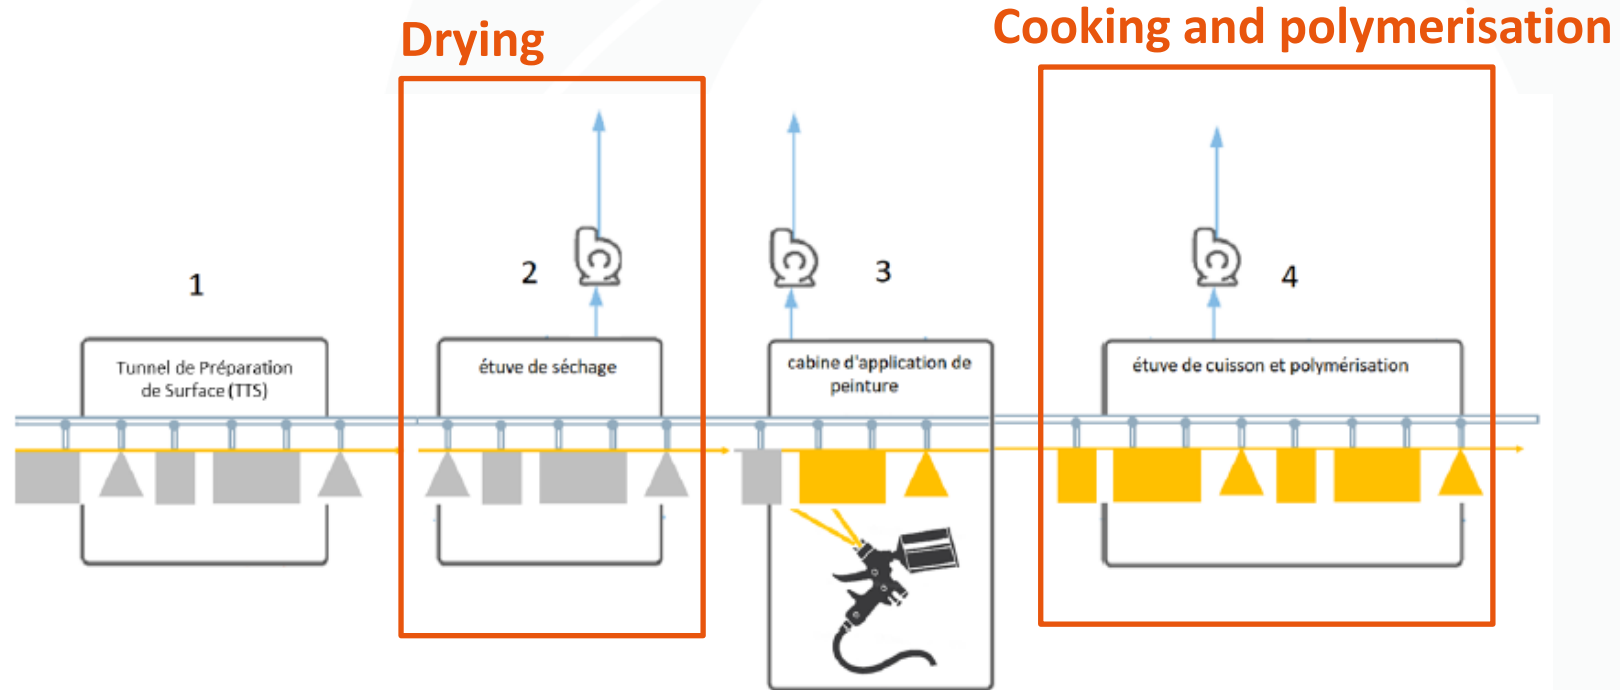 Drying
Cooking and polymerisation
1
2
3
4
Tunnel de Préparation
de Surface (TTS)
étuve de séchage
cabine d'application de
peinture
étuve de cuisson et polymérisation